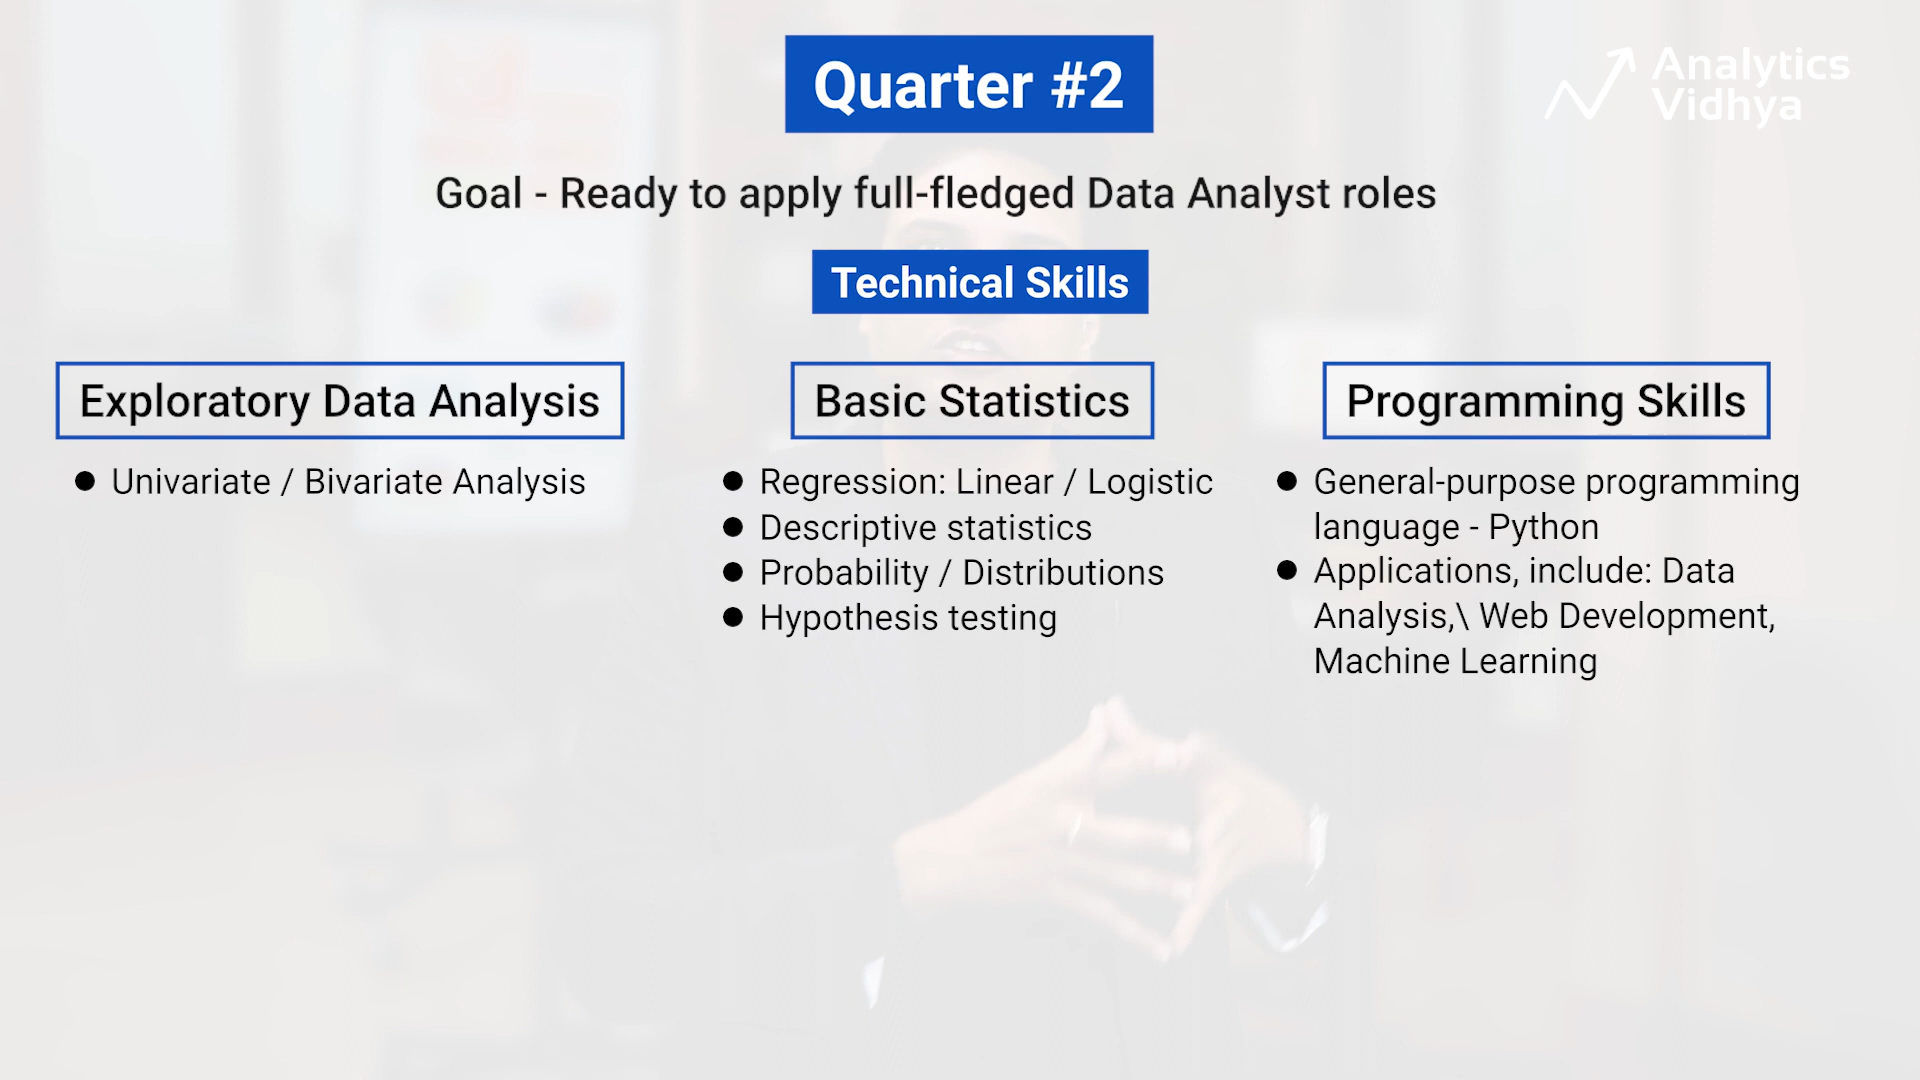 Quarter #2
Analytics
Vidhya
Goal - Ready to apply full-fledged Data Analyst roles
Technical Skills
Exploratory Data Analysis
● Univariate / Bivariate Analysis
Basic Statistics
● Regression: Linear / Logistic
● Descriptive statistics
● Probability / Distributions
● Hypothesis testing
Programming Skills
● General-purpose programming
language - Python
● Applications, include: Data
Analysis,\ Web Development,
Machine Learning